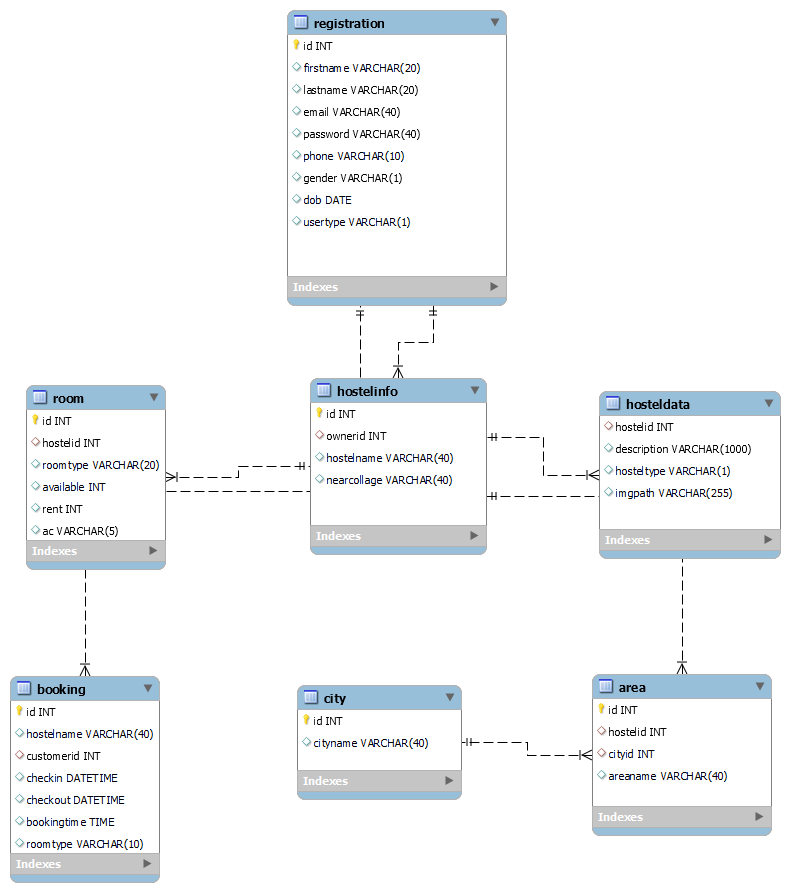 registration
id INT
firstname VARCHAR(20)
lastname VARCHAR(20)
email VARCHAR(40)
password VARCHAR(40)
phone VARCHAR(10)
gender VARCHAR(1)
dob DATE
usertype VARCHAR(1)
Indexes
room
id INT
hostelid INT
roomtype VARCHAR(20)
available INT
rent INT
ac VARCHAR(5)
Indexes
hostelinfo
id INT
ownerid INT
hostelname VARCHAR(40)
nearcollage VARCHAR(40)
Indexes
hosteldata
hostelid INT
description VARCHAR(1000)
hosteltype VARCHAR(1)
imgpath VARCHAR(255)
Indexes
booking
id INT
hostelname VARCHAR(40)
customerid INT
checkin DATETIME
checkout DATETIME
bookingtime TIME
roomtype VARCHAR(10)
Indexes
city
id INT
cityname VARCHAR(40)
Indexes
area
id INT
hostelid INT
cityid INT
areaname VARCHAR(40)
Indexes